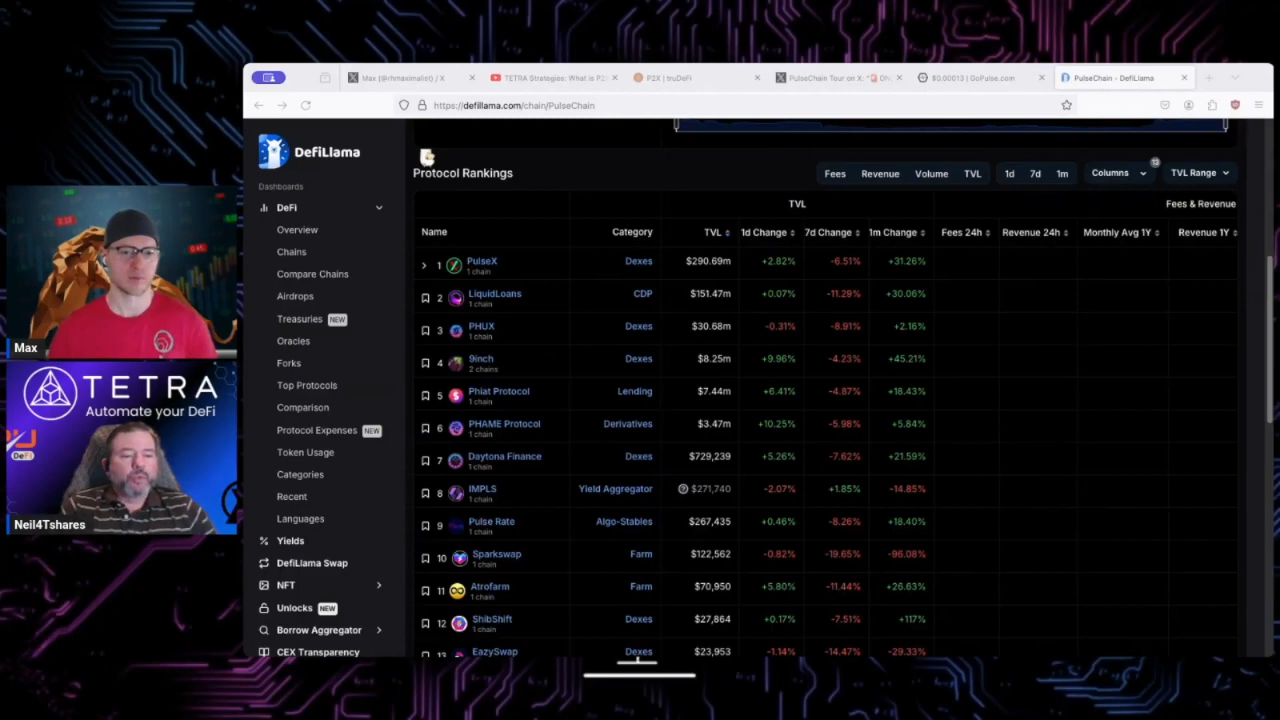 Max (@rhmaximalist) / X
TETRA Strategies: What is P2X
P2X | truDeFi
PulseChain Tour on X:
$0.00013 | GoPulse.com
PulseChain - DefiLlama
https://defillama.com/chain/PulseChain
DefiLlama
Dashboards
DeFi
Overview
Chains
Compare Chains
Airdrops
Treasuries NEW
Oracles
Forks
Top Protocols
Comparison
Protocol Expenses NEW
Token Usage
Categories
Recent
Languages
Yields
DefiLlama Swap
NFT
Unlocks NEW
Borrow Aggregator
CEX Transparency
Protocol Rankings
Fees Revenue Volume TVL 1d 7d 1m Columns 12 TVL Range
TVL Fees & Revenue
Name Category TVL 1d Change 7d Change 1m Change Fees 24h Revenue 24h Monthly Avg 1Y Revenue 1Y
1 PulseX Dexes $290.69m +2.82% -6.51% +31.26%
1 chain
2 LiquidLoans CDP $151.47m +0.07% -11.29% +30.06%
1 chain
3 PHUX Dexes $30.68m -0.31% -8.91% +2.16%
1 chain
4 9inch Dexes $8.25m +9.96% -4.23% +45.21%
2 chains
5 Phiat Protocol Lending $7.44m +6.41% -4.87% +18.43%
1 chain
6 PHAME Protocol Derivatives $3.47m +10.25% -5.98% +5.84%
1 chain
7 Daytona Finance Dexes $729,239 +5.26% -7.62% +21.59%
1 chain
8 IMPLS Yield Aggregator $271,740 -2.07% +1.85% -14.85%
1 chain
9 Pulse Rate Algo-Stables $267,435 +0.46% -8.26% +18.40%
1 chain
10 Sparkswap Farm $122,562 -0.82% -19.65% -96.08%
1 chain
11 Atrofarm Farm $70,950 +5.80% -11.44% +26.63%
1 chain
12 ShibShift Dexes $27,864 +0.17% -7.51% +117%
1 chain
13 EazySwap Dexes $23,953 -1.14% -14.47% -29.33%
Max
TETRA
Automate your DeFi
DeFi
Neil4Tshares